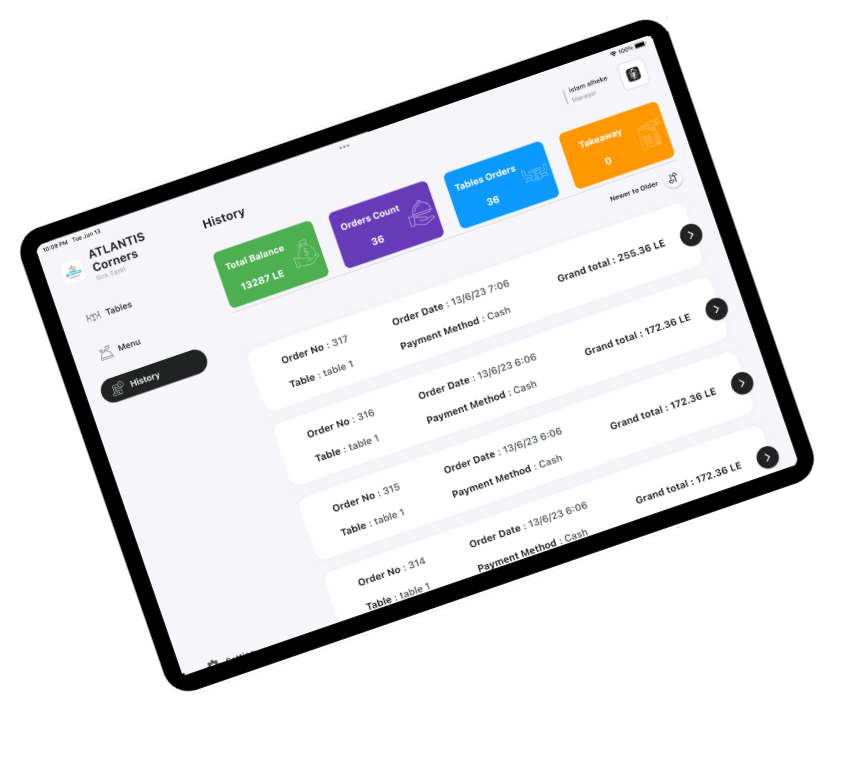 10:09 PM Tue Jun 13
100%
ATLANTIS
Corners
Giza, Egypt
islam alheke
Manager
Tables
Menu
History
History
Total Balance
13287 LE
Orders Count
36
Tables Orders
36
Takeaway
0
Newer to Older
Order No : 317
Order Date : 13/6/23 7:06
Grand total : 255.36 LE
Table : table 1
Payment Method : Cash
Order No : 316
Order Date : 13/6/23 6:06
Grand total : 172.36 LE
Table : table 1
Payment Method : Cash
Order No : 315
Order Date : 13/6/23 6:06
Grand total : 172.36 LE
Table : table 1
Payment Method : Cash
Order No : 314
Order Date : 13/6/23 6:06
Grand total : 172.36 LE
Table : table 1
Payment Method : Cash